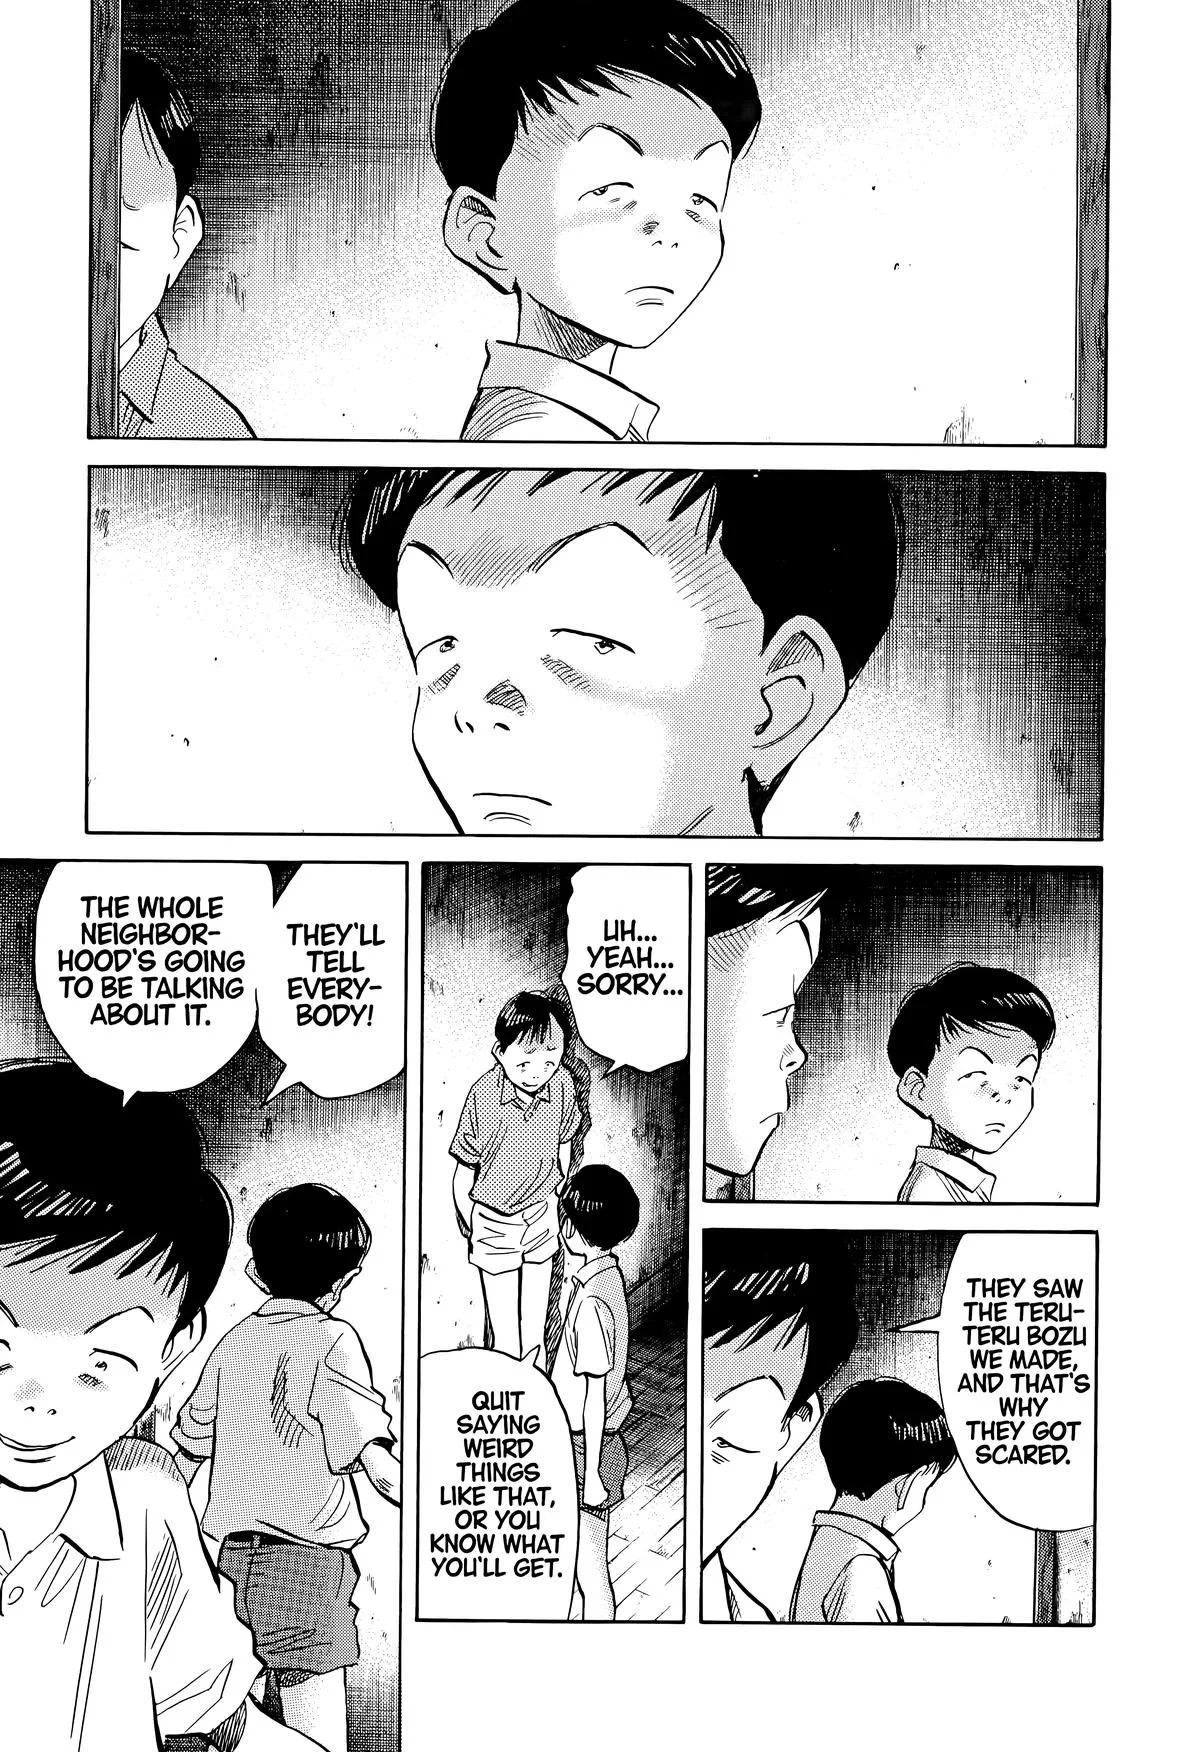 THEY SAW
THE TERU-
TERU BOZU
WE MADE,
AND THAT'S
WHY
THEY GOT
SCARED.
UH...
YEAH...
SORRY...
QUIT
SAYING
WEIRD
THINGS
LIKE THAT,
OR YOU
KNOW WHAT
YOU'LL GET.
THEY'LL
TELL
EVERY-
BODY!
THE WHOLE
NEIGHBOR-
HOOD'S GOING
TO BE TALKING
ABOUT IT.